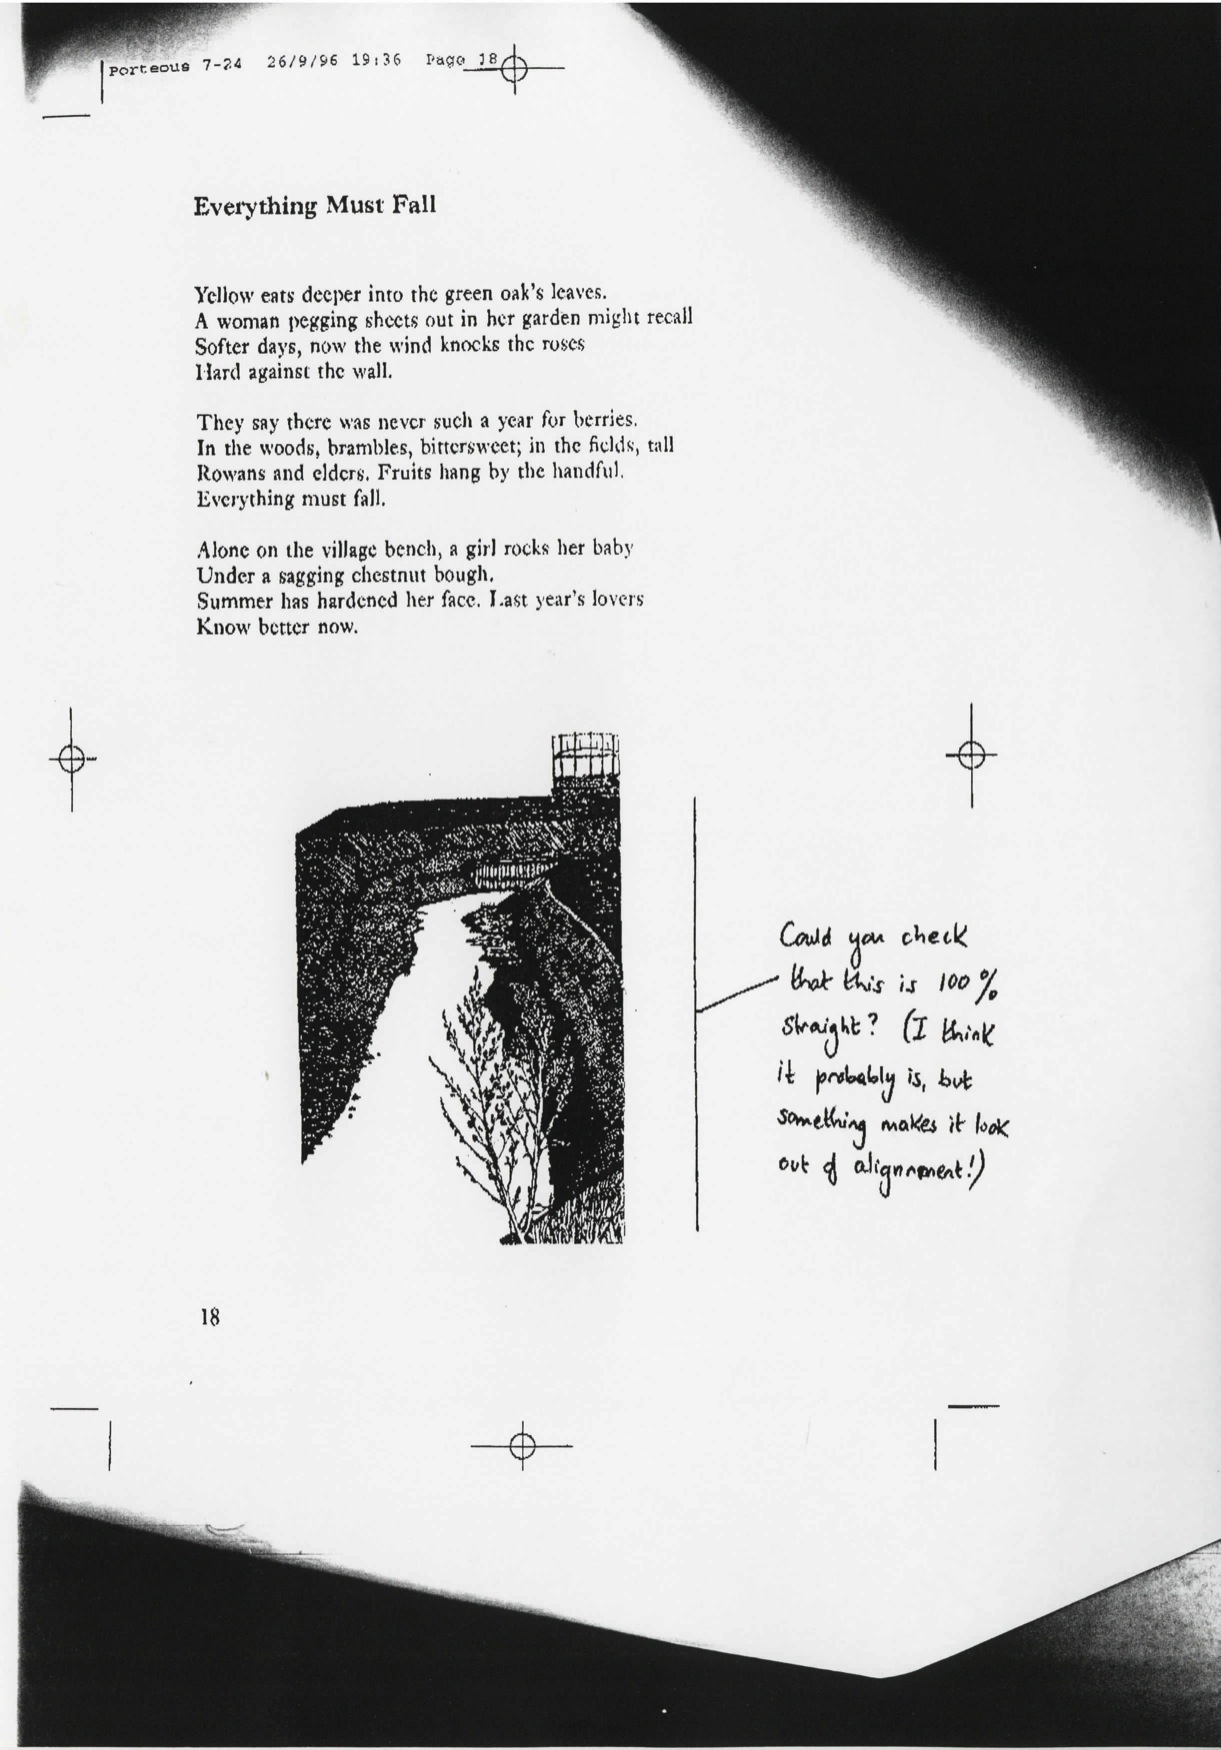 Porteous 7-24 26/9/96 19:36 Page 18
Everything Must Fall
Yellow eats deeper into the green oak's leaves.
A woman pegging sheets out in her garden might recall
Softer days, now the wind knocks the roses
Hard against the wall.
They say there was never such a year for berries.
In the woods, brambles, bittersweet; in the fields, tall
Rowans and elders. Fruits hang by the handful.
Everything must fall.
Alone on the village bench, a girl rocks her baby
Under a sagging chestnut bough.
Summer has hardened her face. Last year's lovers
Know better now.
Could you check
that this is 100%
straight? (I think
it probably is, but
something makes it look
out of alignment!)
18